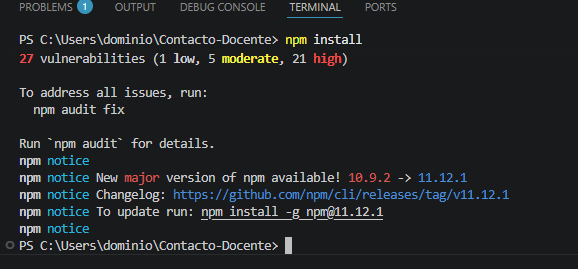 PROBLEMS 1 OUTPUT DEBUG CONSOLE TERMINAL PORTS
PS C:\Users\dominio\Contacto-Docente> npm install
27 vulnerabilities (1 low, 5 moderate, 21 high)
To address all issues, run:
npm audit fix
Run `npm audit` for details.
npm notice
npm notice New major version of npm available! 10.9.2 -> 11.12.1
npm notice Changelog: https://github.com/npm/cli/releases/tag/v11.12.1
npm notice To update run: npm install -g npm@11.12.1
npm notice
PS C:\Users\dominio\Contacto-Docente>